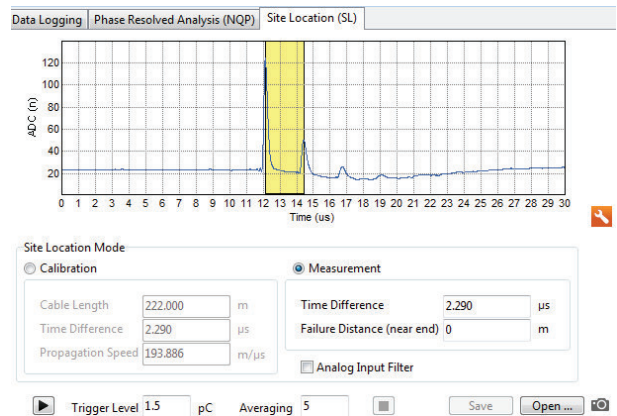 Data Logging Phase Resolved Analysis (NQP) Site Location (SL)
120
100
80
60
40
20
ADC (n)
0 1 2 3 4 5 6 7 8 9 10 11 12 13 14 15 16 17 18 19 20 21 22 23 24 25 26 27 28 29 30
Time (us)
Site Location Mode
Calibration
Cable Length 222.000 m
Time Difference 2.290 µs
Propagation Speed 193.886 m/µs
Measurement
Time Difference 2.290 µs
Failure Distance (near end) 0 m
Analog Input Filter
Trigger Level 1.5 pC Averaging 5 Save Open ...